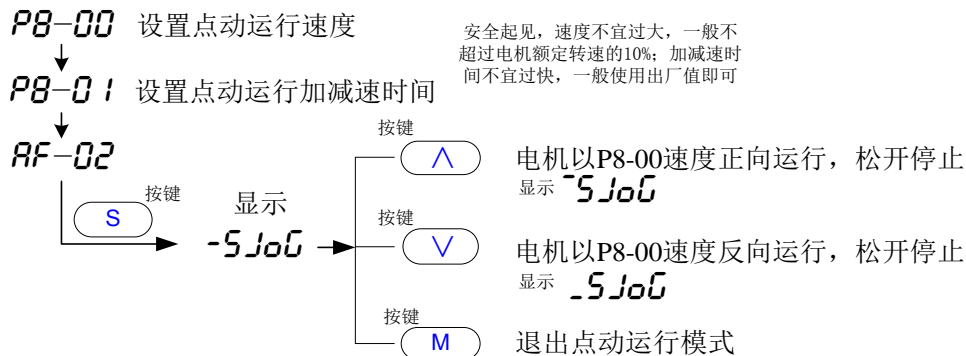 P8-00 设置点动运行速度
安全起见，速度不宜过大，一般不
超过电机额定转速的10%；加减速时
间不宜过快，一般使用出厂值即可
P8-01 设置点动运行加减速时间
AF-02
按键
S
显示
-SJoG
按键
∧
电机以P8-00速度正向运行，松开停止
显示 ‾SJoG
按键
∨
电机以P8-00速度反向运行，松开停止
显示 _SJoG
按键
M
退出点动运行模式